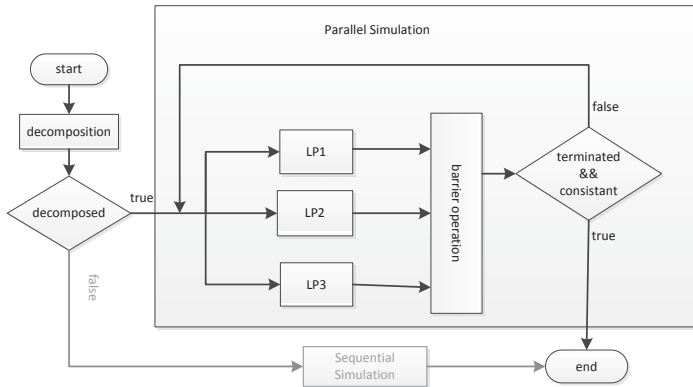 Parallel Simulation
start
decomposition
decomposed
true
false
LP1
LP2
LP3
barrier operation
terminated
&&
consistant
false
true
Sequential
Simulation
end